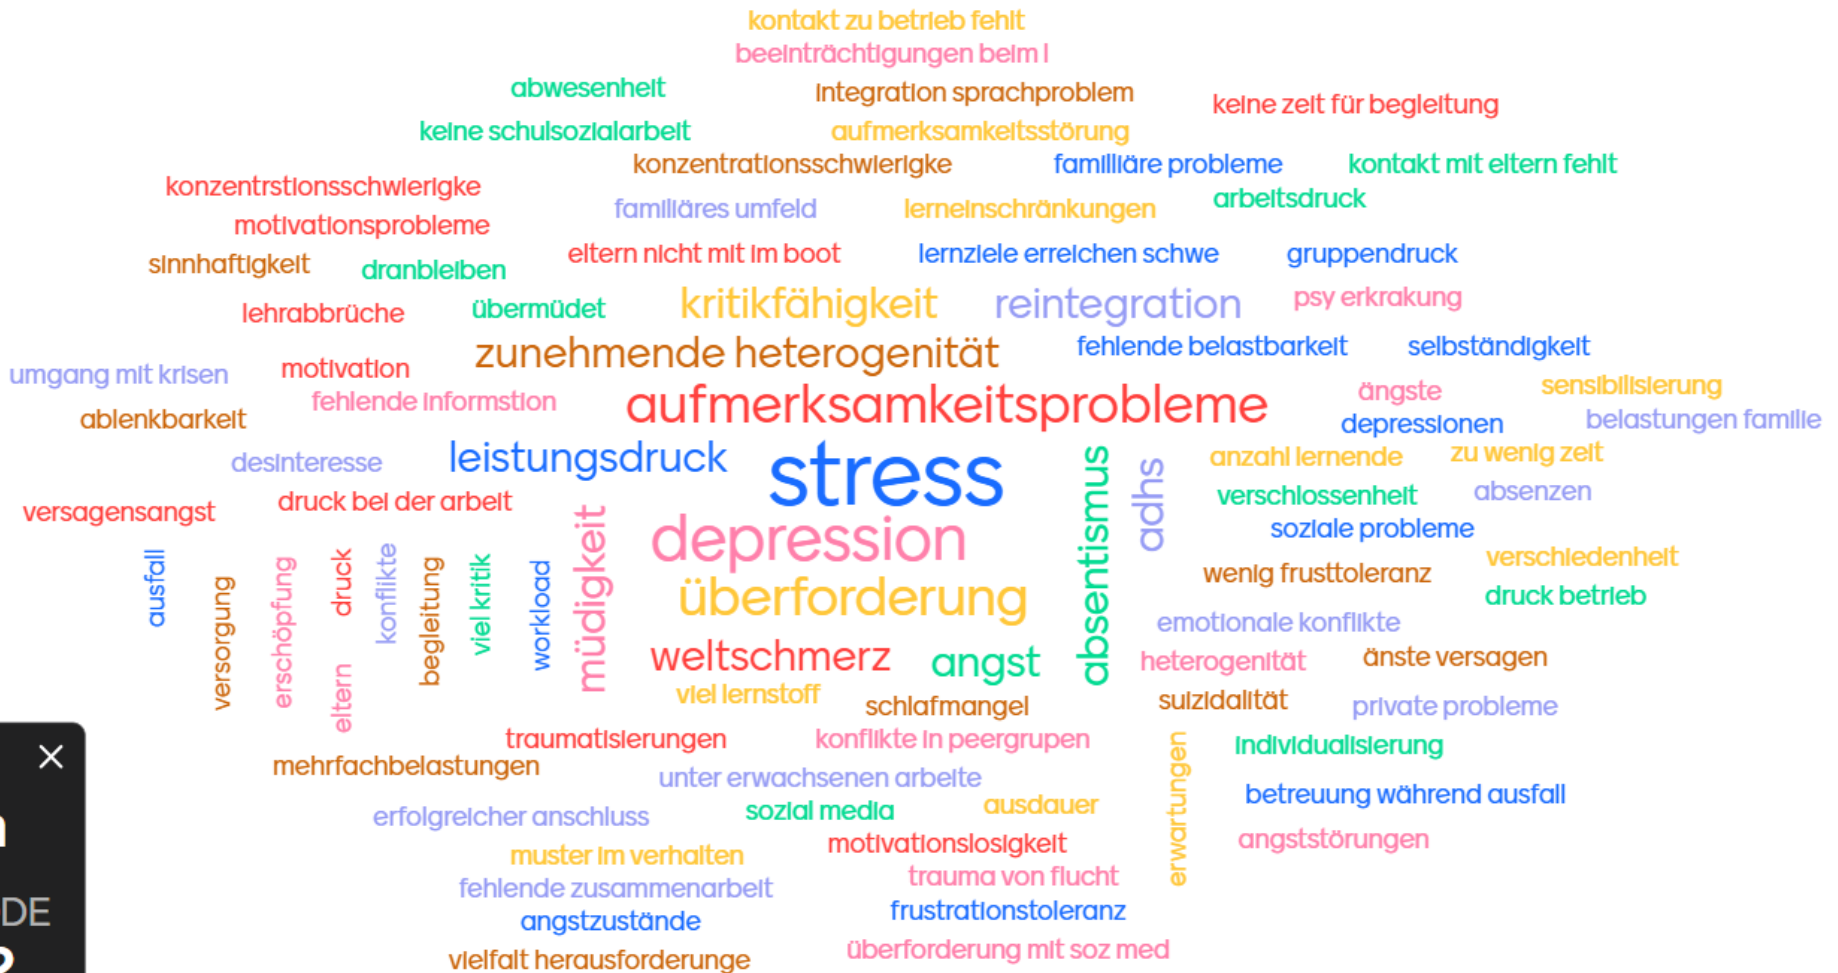 kontakt zu betrieb fehlt
beeinträchtigungen beim l
abwesenheit
integration sprachproblem
keine zeit für begleitung
keine schulsozialarbeit
aufmerksamkeitsstörung
konzentrationsschwierigke
familliäre probleme
kontakt mit eltern fehlt
konzentrstionsschwierigke
familiäres umfeld
lerneinschränkungen
arbeitsdruck
motivationsprobleme
sinnhaftigkeit
dranbleiben
eltern nicht mit im boot
lernziele erreichen schwe
gruppendruck
lehrabbrüche
übermüdet
kritikfähigkeit
reintegration
psy erkrakung
zunehmende heterogenität
fehlende belastbarkeit
selbständigkeit
umgang mit krisen
motivation
fehlende informstion
aufmerksamkeitsprobleme
ängste
sensibilisierung
ablenkbarkeit
depressionen
belastungen familie
desinteresse
leistungsdruck
stress
absentismus
adhs
anzahl lernende
zu wenig zeit
versagensangst
druck bei der arbeit
verschlossenheit
absenzen
müdigkeit
depression
soziale probleme
ausfall
versorgung
erschöpfung
druck
konflikte
begleitung
viel kritik
workload
eltern
überforderung
wenig frusttoleranz
verschiedenheit
druck betrieb
emotionale konflikte
weltschmerz
angst
heterogenität
änste versagen
viel lernstoff
schlafmangel
suizidalität
private probleme
traumatisierungen
konflikte in peergrupen
erwartungen
individualisierung
mehrfachbelastungen
unter erwachsenen arbeite
betreuung während ausfall
erfolgreicher anschluss
sozial media
ausdauer
motivationslosigkeit
angststörungen
muster im verhalten
trauma von flucht
fehlende zusammenarbeit
angstzustände
frustrationstoleranz
vielfalt herausforderunge
überforderung mit soz med
DE